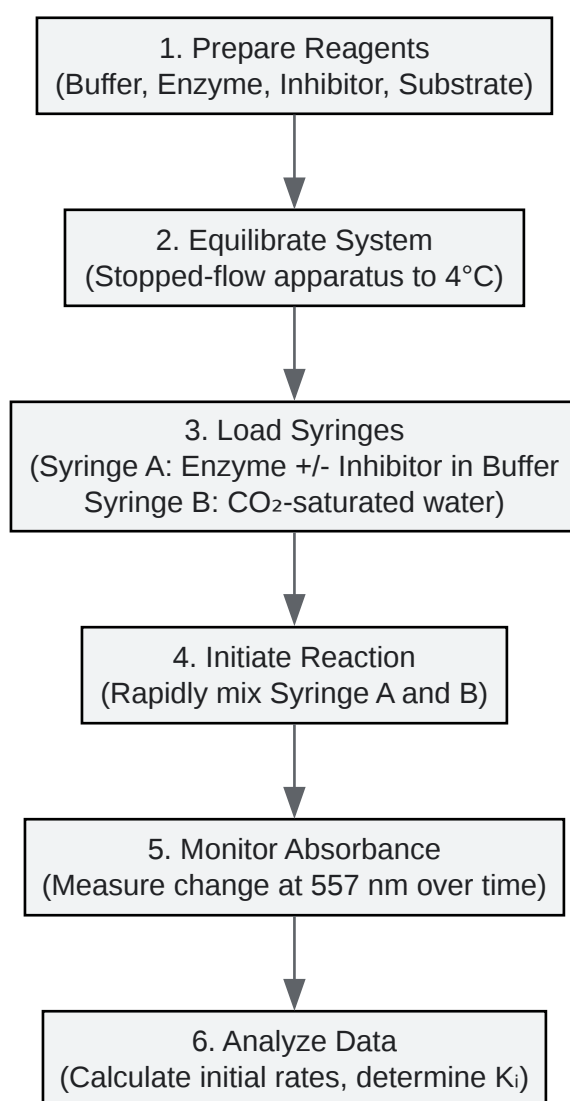 1. Prepare Reagents
(Buffer, Enzyme, Inhibitor, Substrate)
2. Equilibrate System
(Stopped-flow apparatus to 4°C)
3. Load Syringes
(Syringe A: Enzyme +/- Inhibitor in Buffer
Syringe B: CO₂-saturated water)
4. Initiate Reaction
(Rapidly mix Syringe A and B)
5. Monitor Absorbance
(Measure change at 557 nm over time)
6. Analyze Data
(Calculate initial rates, determine Kᵢ)